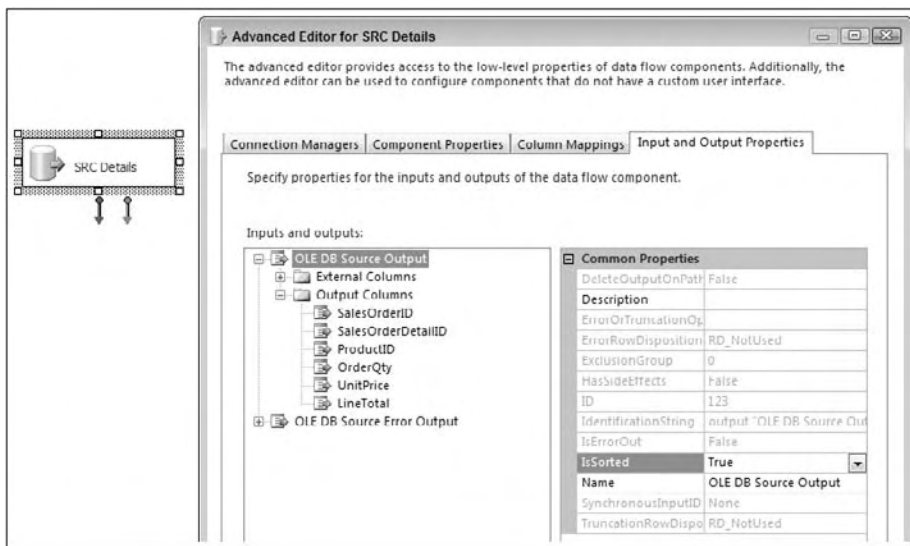 SRC Details
Advanced Editor for SRC Details
The advanced editor provides access to the low-level properties of data flow components. Additionally, the
advanced editor can be used to configure components that do not have a custom user interface.
Connection Managers
Component Properties
Column Mappings
Input and Output Properties
Specify properties for the inputs and outputs of the data flow component.
Inputs and outputs:
OLE DB Source Output
External Columns
Output Columns
SalesOrderID
SalesOrderDetailID
ProductID
OrderQty
UnitPrice
LineTotal
OLE DB Source Error Output
Common Properties
DeleteOutputOnPath False
Description
ErrorOrTruncationOp
ErrorRowDisposition RD_NotUsed
ExclusionGroup 0
HasSideEffects False
ID 123
IdentificationString output "OLE DB Source Out
IsErrorOut False
IsSorted True
Name OLE DB Source Output
SynchronousInputID None
TruncationRowDispo RD_NotUsed